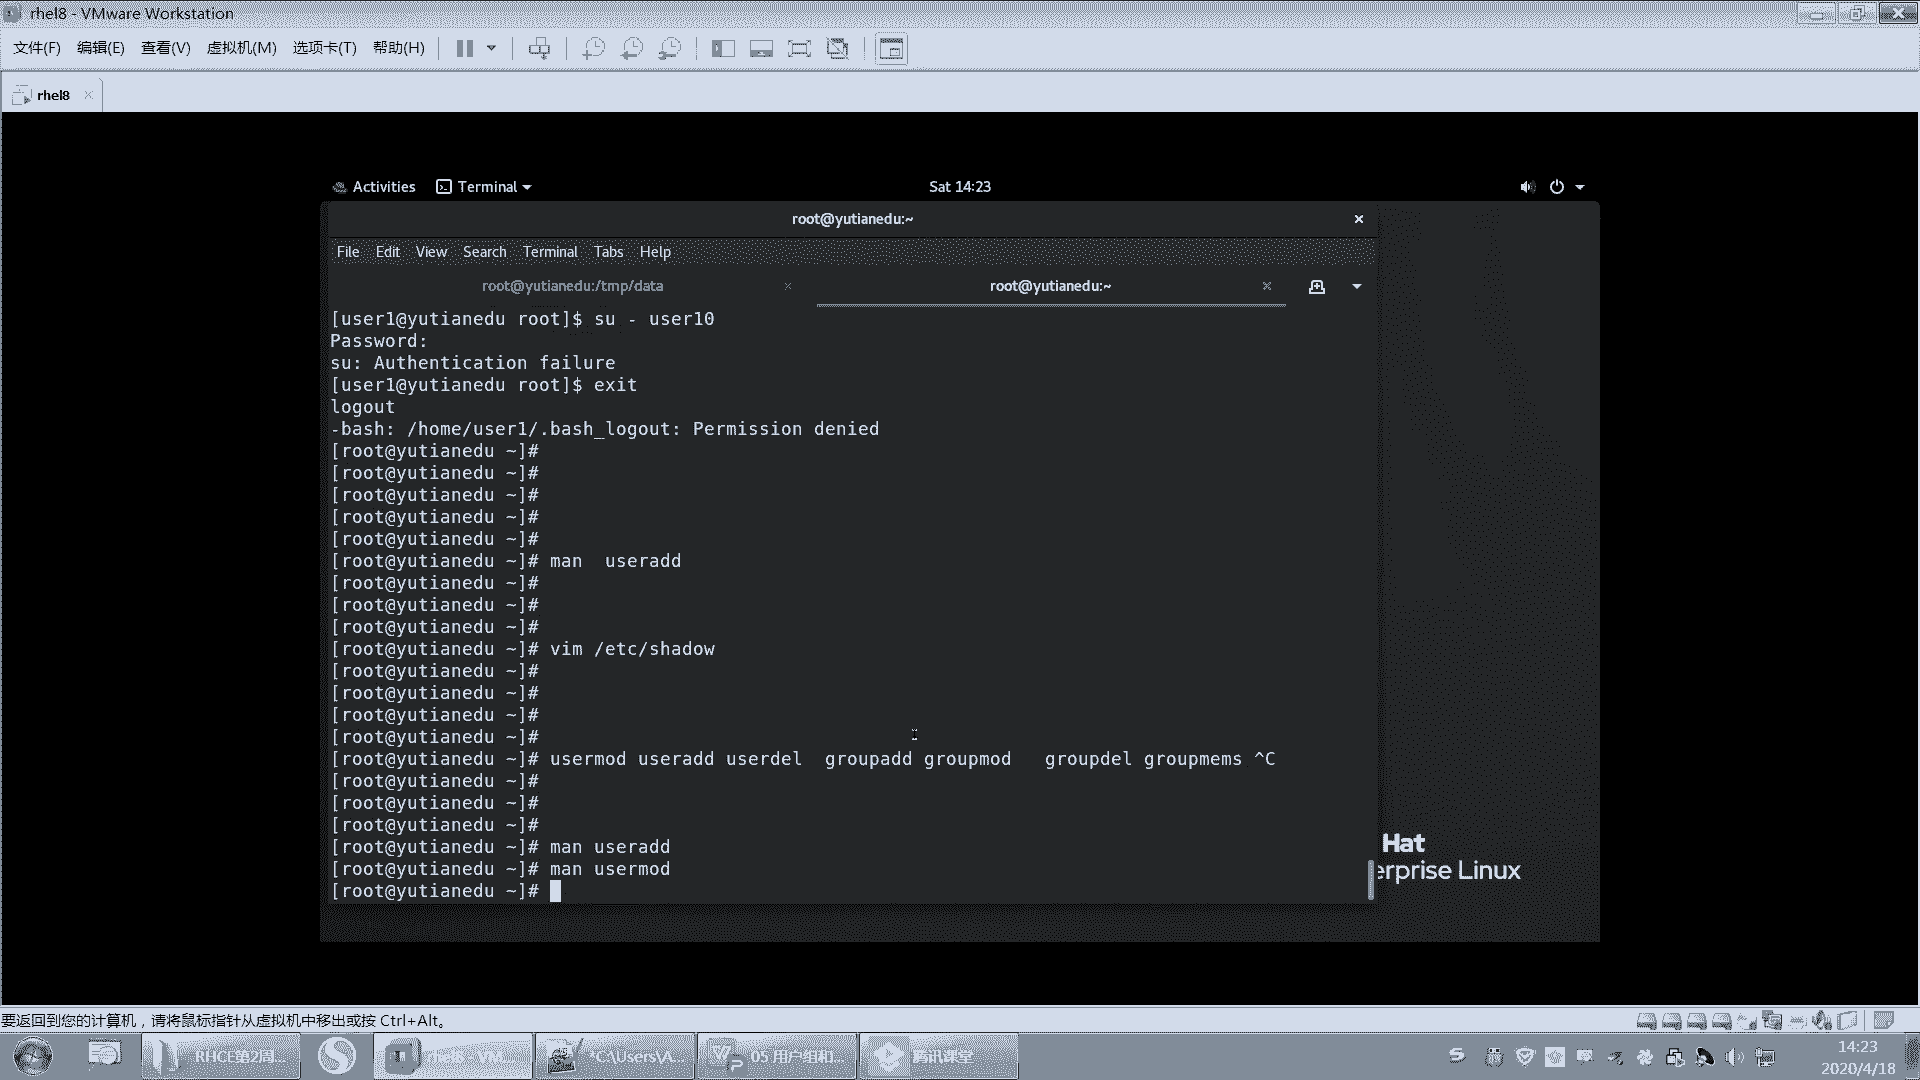 rhel8 - VMware Workstation
文件(F) 编辑(E) 查看(V) 虚拟机(M) 选项卡(T) 帮助(H)
rhel8
Activities Terminal Sat 14:23
root@yutianedu:~
File Edit View Search Terminal Tabs Help
root@yutianedu:/tmp/data root@yutianedu:~
[user1@yutianedu root]$ su - user10
Password:
su: Authentication failure
[user1@yutianedu root]$ exit
logout
-bash: /home/user1/.bash_logout: Permission denied
[root@yutianedu ~]#
[root@yutianedu ~]#
[root@yutianedu ~]#
[root@yutianedu ~]#
[root@yutianedu ~]#
[root@yutianedu ~]# man  useradd
[root@yutianedu ~]#
[root@yutianedu ~]#
[root@yutianedu ~]#
[root@yutianedu ~]# vim /etc/shadow
[root@yutianedu ~]#
[root@yutianedu ~]#
[root@yutianedu ~]#
[root@yutianedu ~]#
[root@yutianedu ~]# usermod useradd userdel  groupadd groupmod   groupdel groupmems ^C
[root@yutianedu ~]#
[root@yutianedu ~]#
[root@yutianedu ~]#
[root@yutianedu ~]# man useradd
[root@yutianedu ~]# man usermod
[root@yutianedu ~]#
Hat
erprise Linux
要返回到您的计算机，请将鼠标指针从虚拟机中移出或按 Ctrl+Alt。
RHCE第2周... rhel8 - VM... *C:\Users\A... 05 用户组和... 腾讯课堂
14:23
2020/4/18